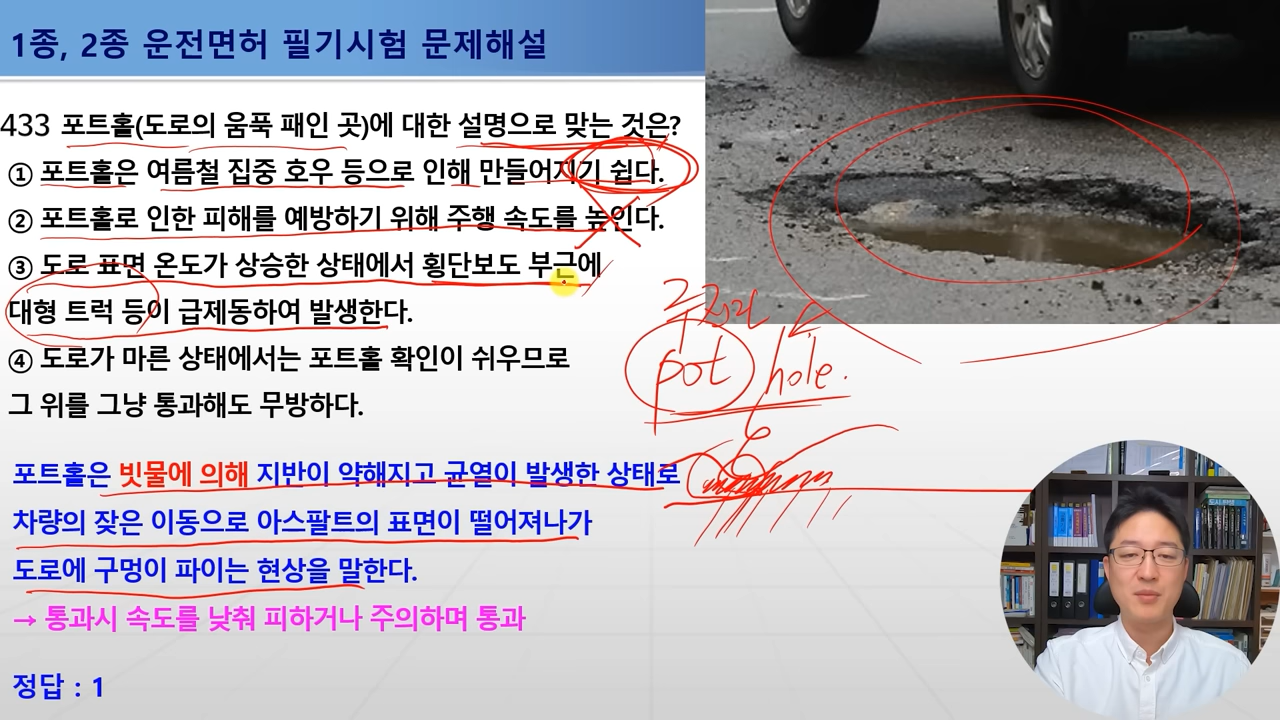 1종, 2종 운전면허 필기시험 문제해설
433 포트홀(도로의 움푹 패인 곳)에 대한 설명으로 맞는 것은?
① 포트홀은 여름철 집중 호우 등으로 인해 만들어지기 쉽다.
② 포트홀로 인한 피해를 예방하기 위해 주행 속도를 높인다.
③ 도로 표면 온도가 상승한 상태에서 횡단보도 부근에
대형 트럭 등이 급제동하여 발생한다.
④ 도로가 마른 상태에서는 포트홀 확인이 쉬우므로
그 위를 그냥 통과해도 무방하다.
pot hole.
포트홀은 빗물에 의해 지반이 약해지고 균열이 발생한 상태로
차량의 잦은 이동으로 아스팔트의 표면이 떨어져나가
도로에 구멍이 파이는 현상을 말한다.
→ 통과시 속도를 낮춰 피하거나 주의하며 통과
정답 : 1